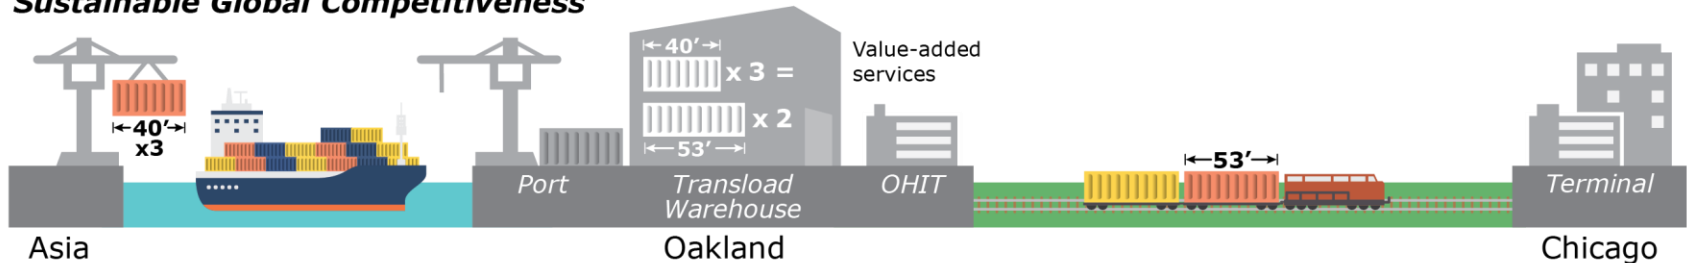 Sustainable Global Competitiveness
40’
x3
40’
x 3 =
x 2
53’
Value-added
services
53’
Port
Transload
Warehouse
OHIT
Terminal
Asia
Oakland
Chicago